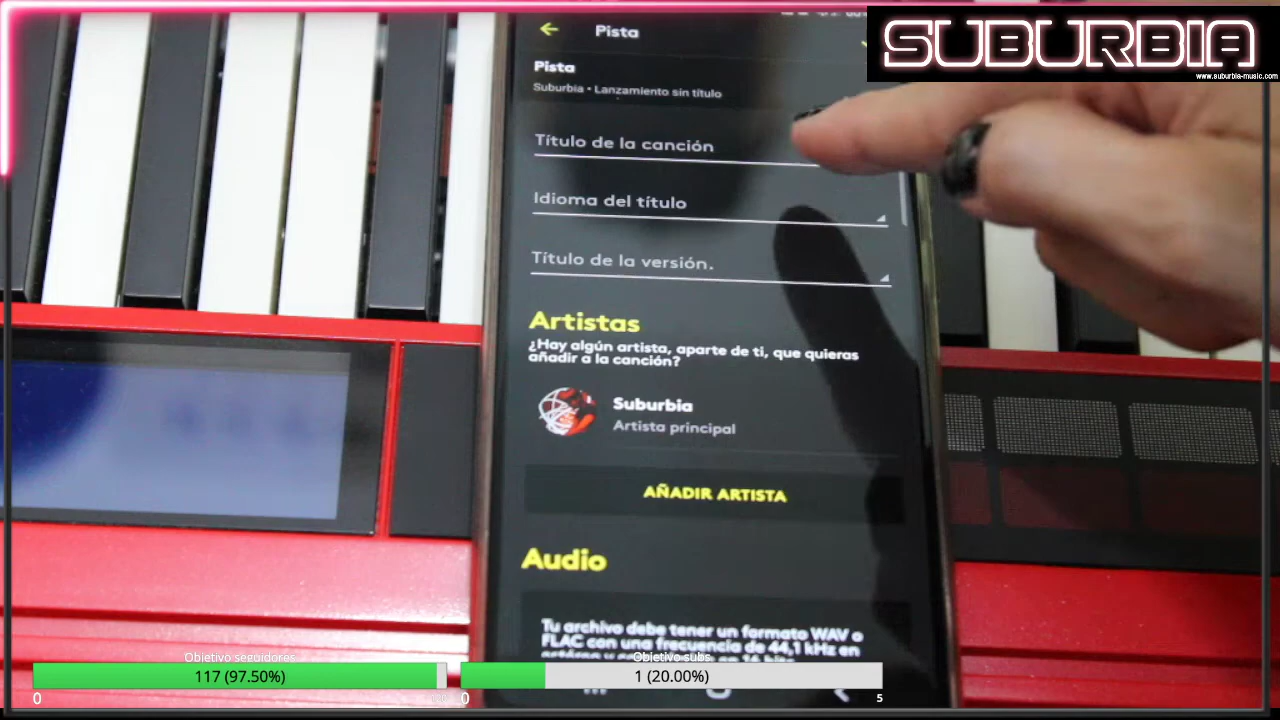 SUBURBIA
www.suburbia-music.com
Pista
Pista
Suburbia • Lanzamiento sin título
Título de la canción
Idioma del título
Título de la versión.
Artistas
¿Hay algún artista, aparte de ti, que quieras
añadir a la canción?
Suburbia
Artista principal
AÑADIR ARTISTA
Audio
Tu archivo debe tener un formato WAV o
FLAC con una frecuencia de 44,1 kHz en
Objetivo seguidores
117 (97.50%)
0
Objetivo subs
1 (20.00%)
0
5